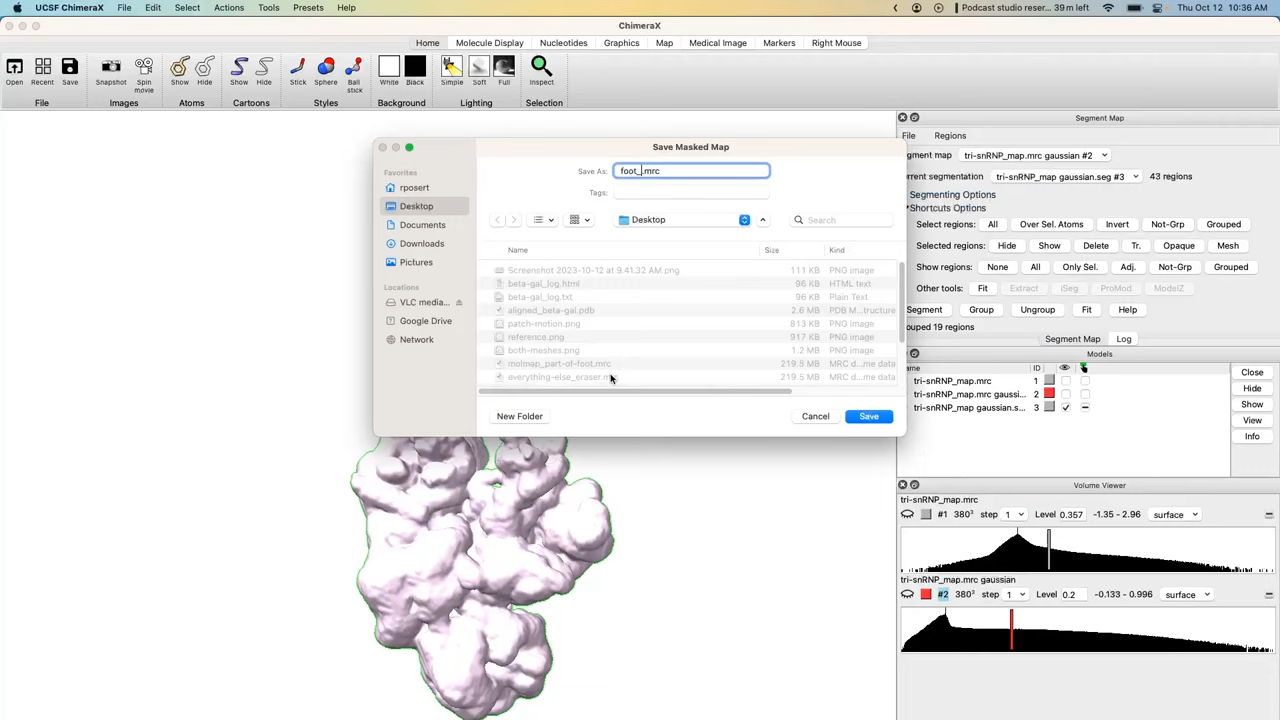 UCSF ChimeraX File Edit Select Actions Tools Presets Help
Podcast studio reser... 39 m left Thu Oct 12 10:36 AM
ChimeraX
Home Molecule Display Nucleotides Graphics Map Medical Image Markers Right Mouse
Open Recent Save Snapshot Spin movie Show Hide Show Hide Stick Sphere Ball stick White Black Simple Soft Full Inspect
File Images Atoms Cartoons Styles Background Lighting Selection
Save Masked Map
Save As: foot_.mrc
Tags:
Desktop
Search
Favorites
rposert
Desktop
Documents
Downloads
Pictures
Locations
VLC media...
Google Drive
Network
Name Size Kind
Screenshot 2023-10-12 at 9.41.32 AM.png 111 KB PNG image
beta-gal_log.html 96 KB HTML text
beta-gal_log.txt 96 KB Plain Text
aligned_beta-gal.pdb 2.6 MB PDB M...tructure
patch-motion.png 813 KB PNG image
reference.png 917 KB PNG image
both-meshes.png 1.2 MB PNG image
molmap_part-of-foot.mrc 219.5 MB MRC d...me data
everything-else_eraser.m 219.5 MB MRC d...me data
New Folder Cancel Save
Segment Map
File Regions
egment map tri-snRNP_map.mrc gaussian #2
urrent segmentation tri-snRNP_map gaussian.seg #3 43 regions
Segmenting Options
Shortcuts Options
Select regions: All Over Sel. Atoms Invert Not-Grp Grouped
Selected regions: Hide Show Delete Tr. Opaque Mesh
Show regions: None All Only Sel. Adj. Not-Grp Grouped
Other tools: Fit Extract iSeg ProMod ModelZ
Segment Group Ungroup Fit Help
ouped 19 regions
Segment Map Log
Models
ame ID
tri-snRNP_map.mrc 1
tri-snRNP_map.mrc gaussi... 2
tri-snRNP_map gaussian.s... 3
Close
Hide
Show
View
Info
Volume Viewer
tri-snRNP_map.mrc
#1 380³ step 1 Level 0.357 -1.35 - 2.96 surface
tri-snRNP_map.mrc gaussian
#2 380³ step 1 Level 0.2 -0.133 - 0.996 surface